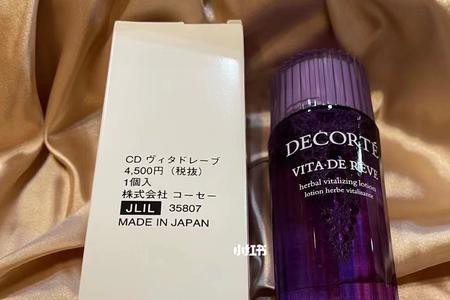 CD ヴィタドレーブ
4,500円（税抜）
1個入
株式会社 コーセー
JLIL 35807
MADE IN JAPAN
DECORTÉ
VITA·DE RÊVE
herbal vitalizing lotion
lotion herbe vitalisante
小红书